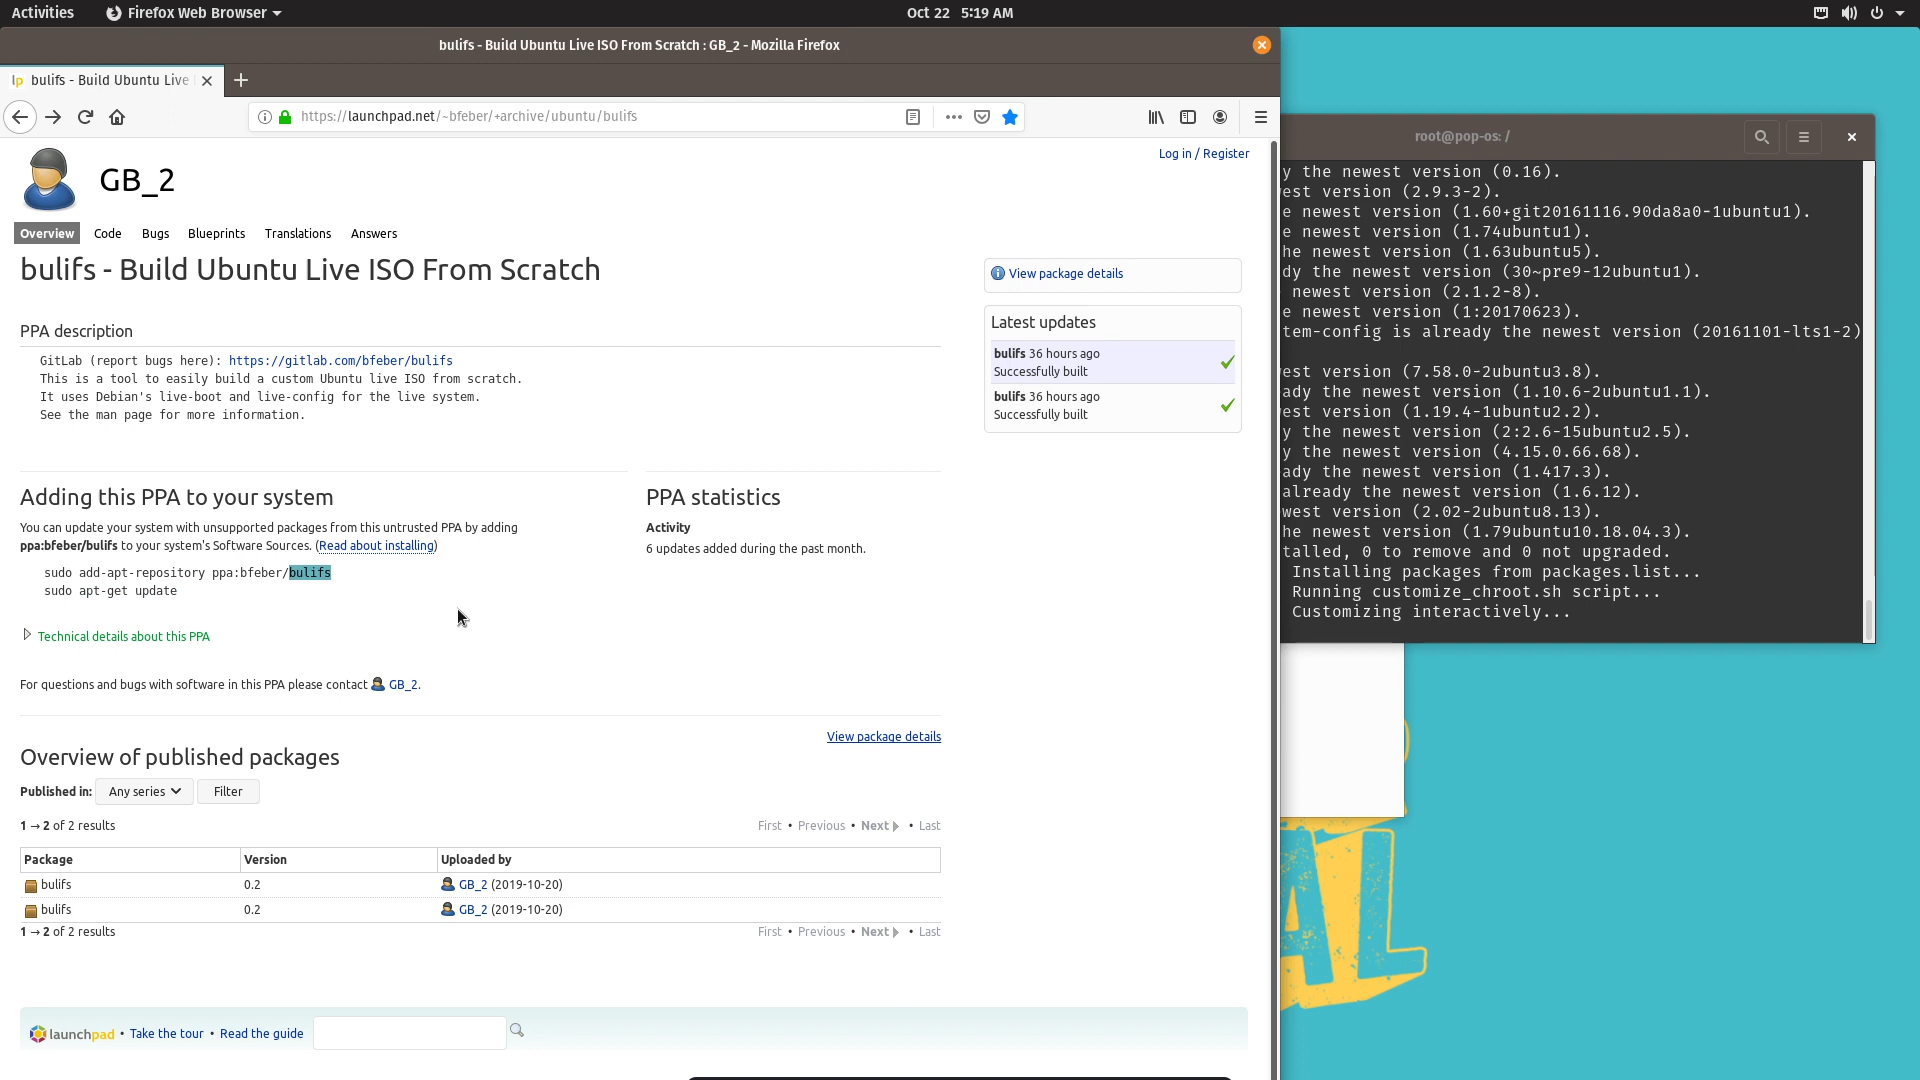 Activities Firefox Web Browser Oct 22 5:19 AM
bulifs - Build Ubuntu Live ISO From Scratch : GB_2 - Mozilla Firefox
lp bulifs - Build Ubuntu Live
https://launchpad.net/~bfeber/+archive/ubuntu/bulifs
Log in / Register
GB_2
Overview Code Bugs Blueprints Translations Answers
bulifs - Build Ubuntu Live ISO From Scratch
PPA description
GitLab (report bugs here): https://gitlab.com/bfeber/bulifs
This is a tool to easily build a custom Ubuntu live ISO from scratch.
It uses Debian's live-boot and live-config for the live system.
See the man page for more information.
View package details
Latest updates
bulifs 36 hours ago
Successfully built
bulifs 36 hours ago
Successfully built
Adding this PPA to your system
You can update your system with unsupported packages from this untrusted PPA by adding
ppa:bfeber/bulifs to your system's Software Sources. (Read about installing)
sudo add-apt-repository ppa:bfeber/bulifs
sudo apt-get update
Technical details about this PPA
For questions and bugs with software in this PPA please contact GB_2.
PPA statistics
Activity
6 updates added during the past month.
View package details
Overview of published packages
Published in: Any series Filter
1 → 2 of 2 results First • Previous • Next • Last
Package Version Uploaded by
bulifs 0.2 GB_2 (2019-10-20)
bulifs 0.2 GB_2 (2019-10-20)
1 → 2 of 2 results First • Previous • Next • Last
launchpad • Take the tour • Read the guide
root@pop-os: /
y the newest version (0.16).
est version (2.9.3-2).
e newest version (1.60+git20161116.90da8a0-1ubuntu1).
e newest version (1.74ubuntu1).
he newest version (1.63ubuntu5).
dy the newest version (30~pre9-12ubuntu1).
newest version (2.1.2-8).
e newest version (1:20170623).
tem-config is already the newest version (20161101-lts1-2)
est version (7.58.0-2ubuntu3.8).
ady the newest version (1.10.6-2ubuntu1.1).
est version (1.19.4-1ubuntu2.2).
y the newest version (2:2.6-15ubuntu2.5).
y the newest version (4.15.0.66.68).
ady the newest version (1.417.3).
already the newest version (1.6.12).
west version (2.02-2ubuntu8.13).
he newest version (1.79ubuntu10.18.04.3).
talled, 0 to remove and 0 not upgraded.
Installing packages from packages.list...
Running customize_chroot.sh script...
Customizing interactively...
AL